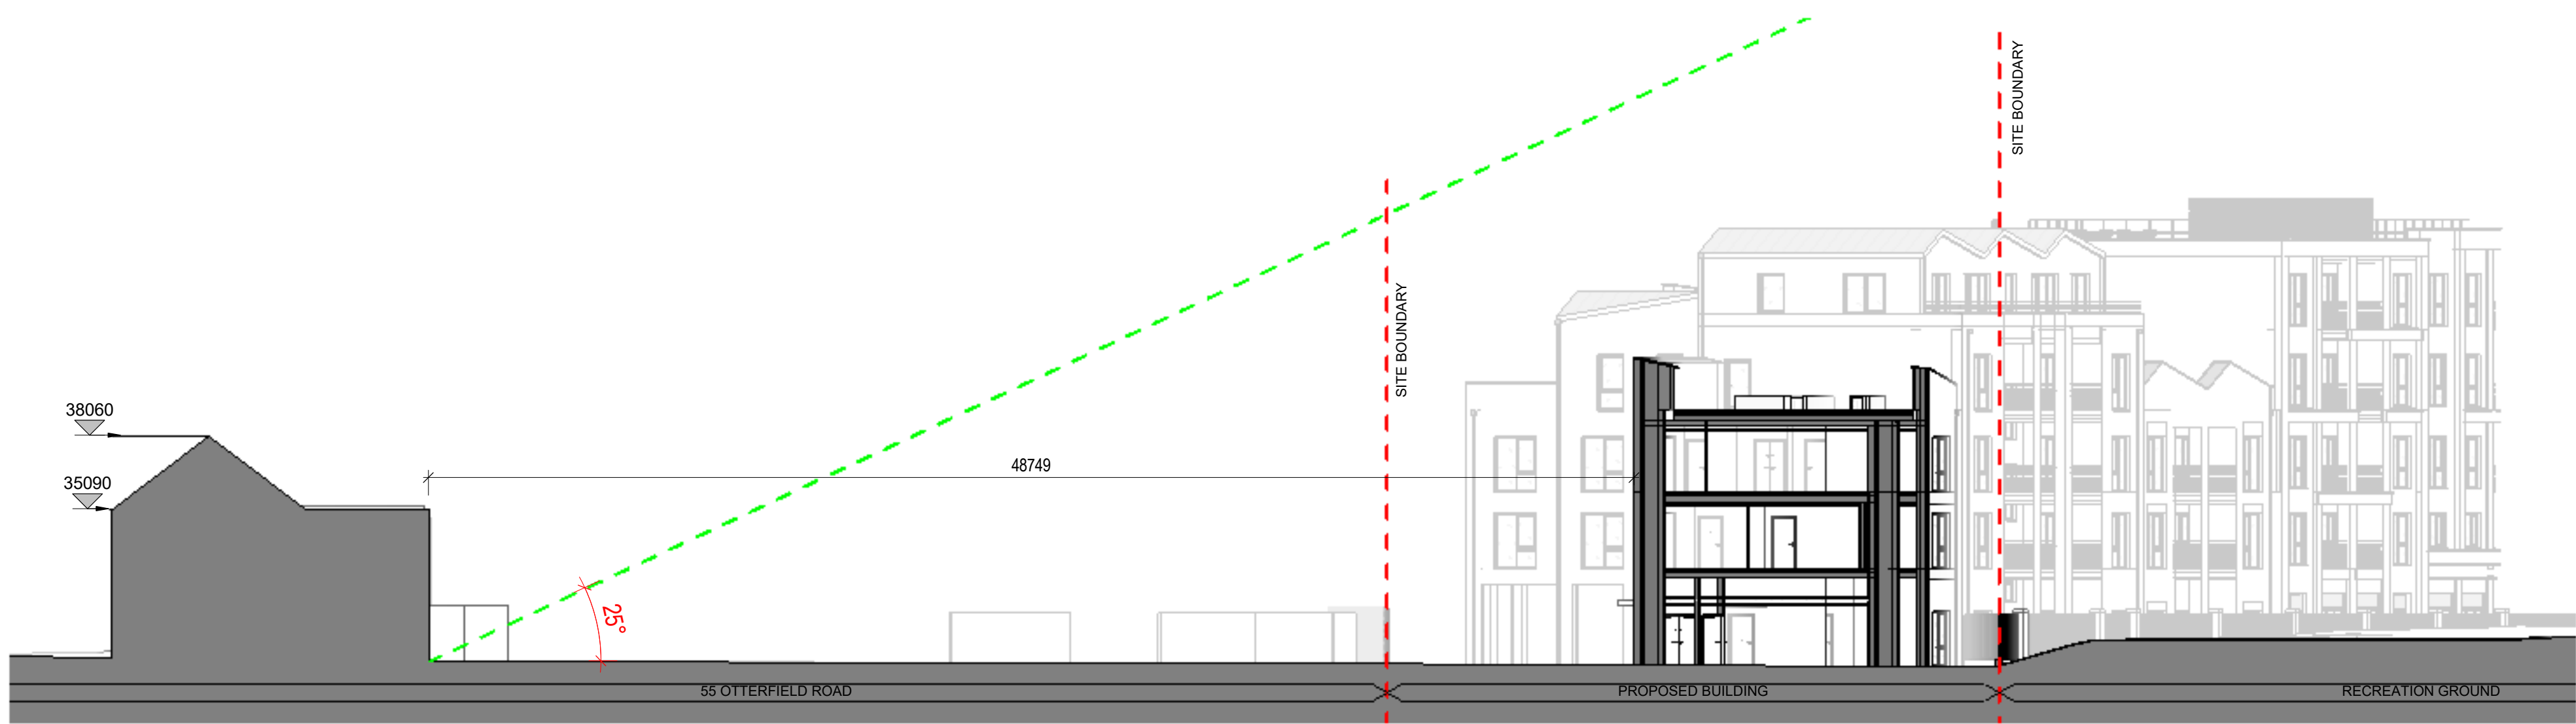 SITE BOUNDARY
SITE BOUNDARY
38060
48749
35090
25°
55 OTTERFIELD ROAD
PROPOSED BUILDING
RECREATION GROUND